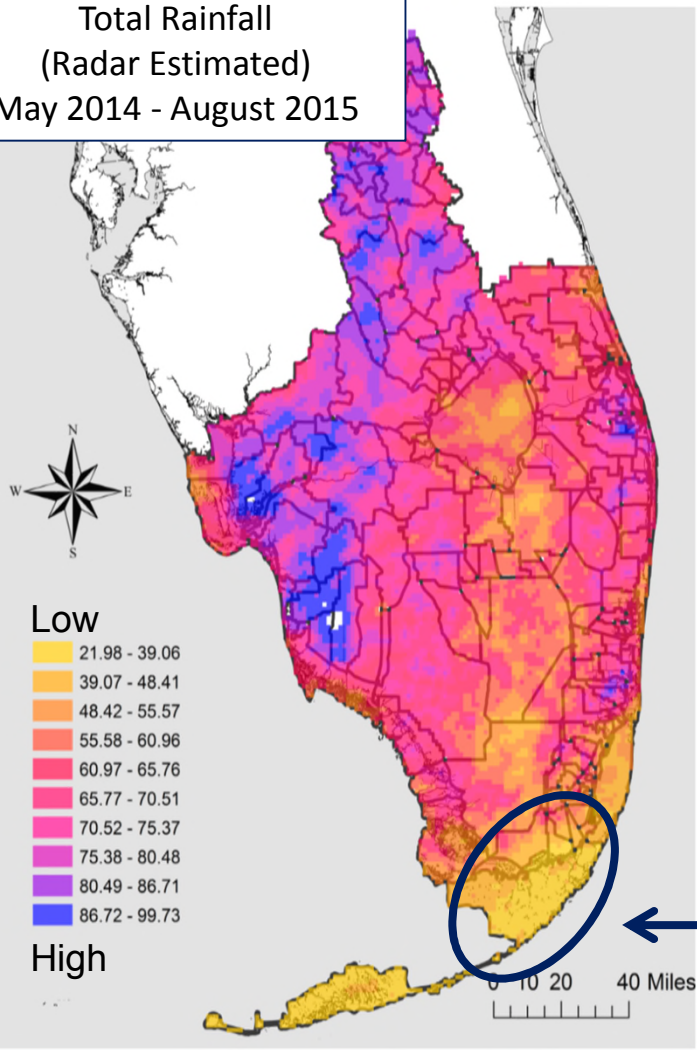 Total Rainfall
(Radar Estimated)
May 2014 - August 2015
N
W E
S
Low
21.98 - 39.06
39.07 - 48.41
48.42 - 55.57
55.58 - 60.96
60.97 - 65.76
65.77 - 70.51
70.52 - 75.37
75.38 - 80.48
80.49 - 86.71
86.72 - 99.73
High
0 10 20 40 Miles